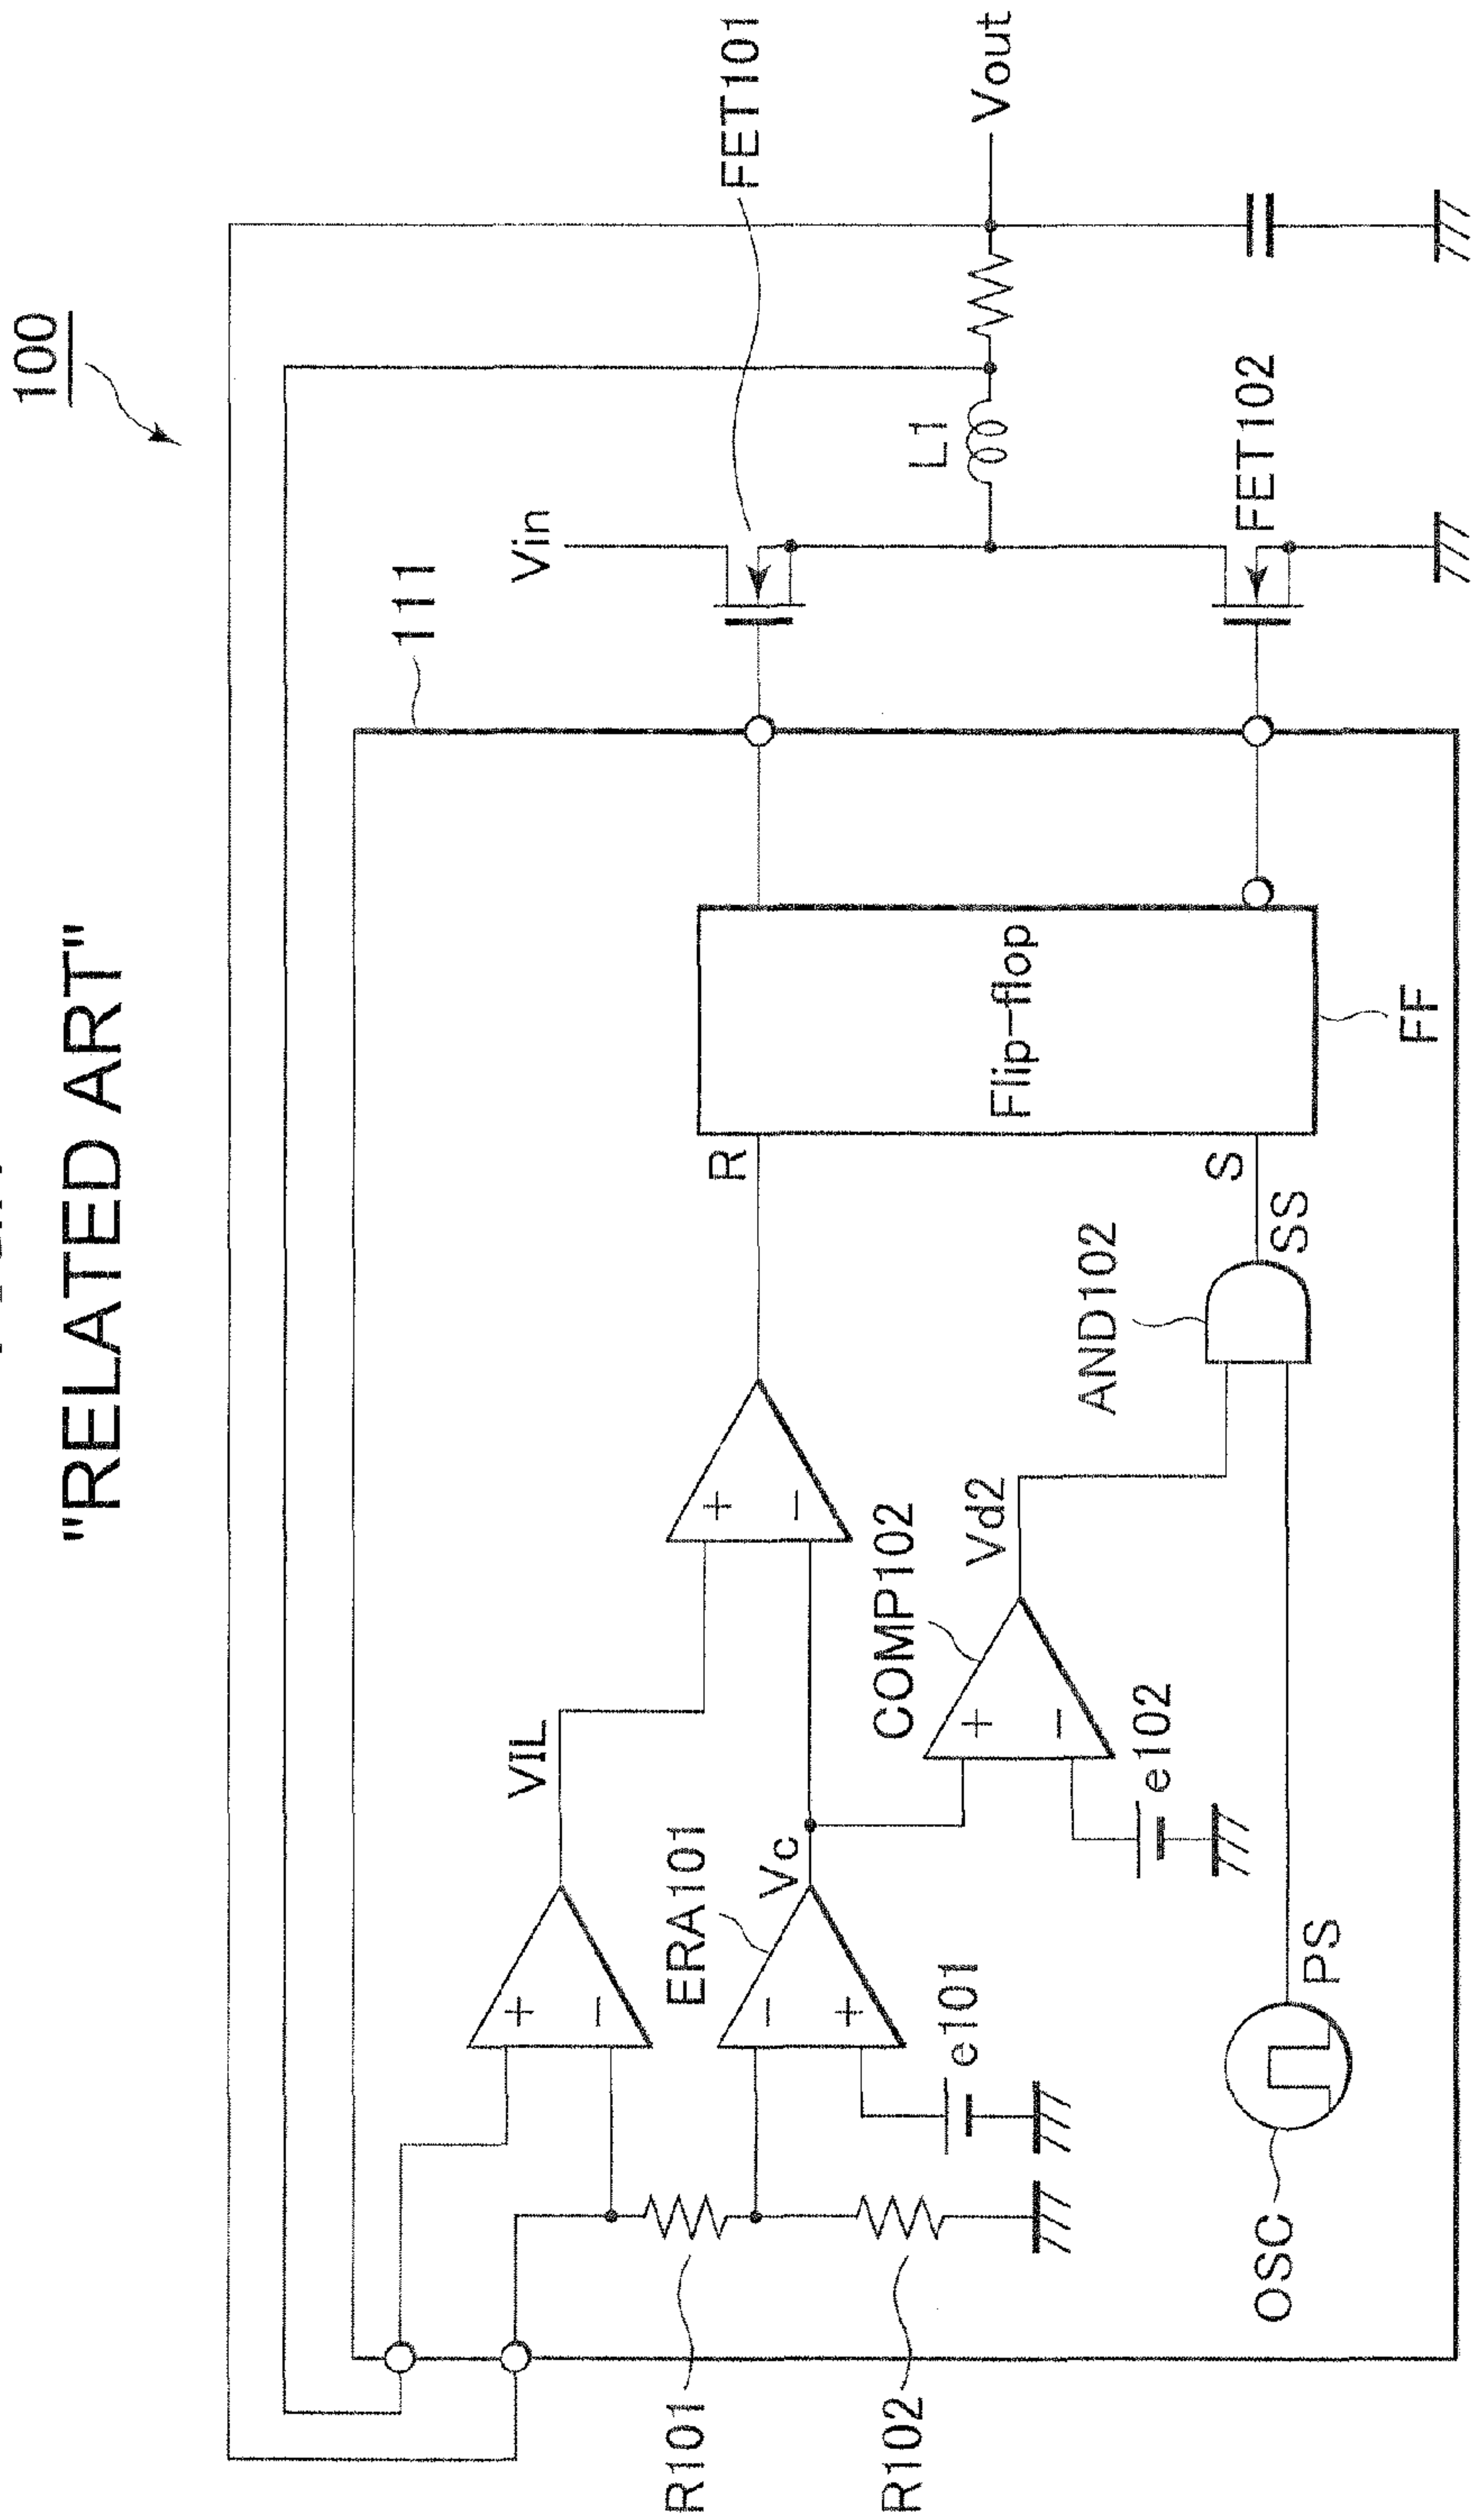 "RELATED ART"
100
111
Vin
FET101
L1
Vout
FET102
VIL
ERA101
Vc
R
Flip-flop
S
SS
FF
COMP102
Vd2
AND102
e102
e101
R101
R102
OSC
PS
+
−
−
+
+
−
+
−